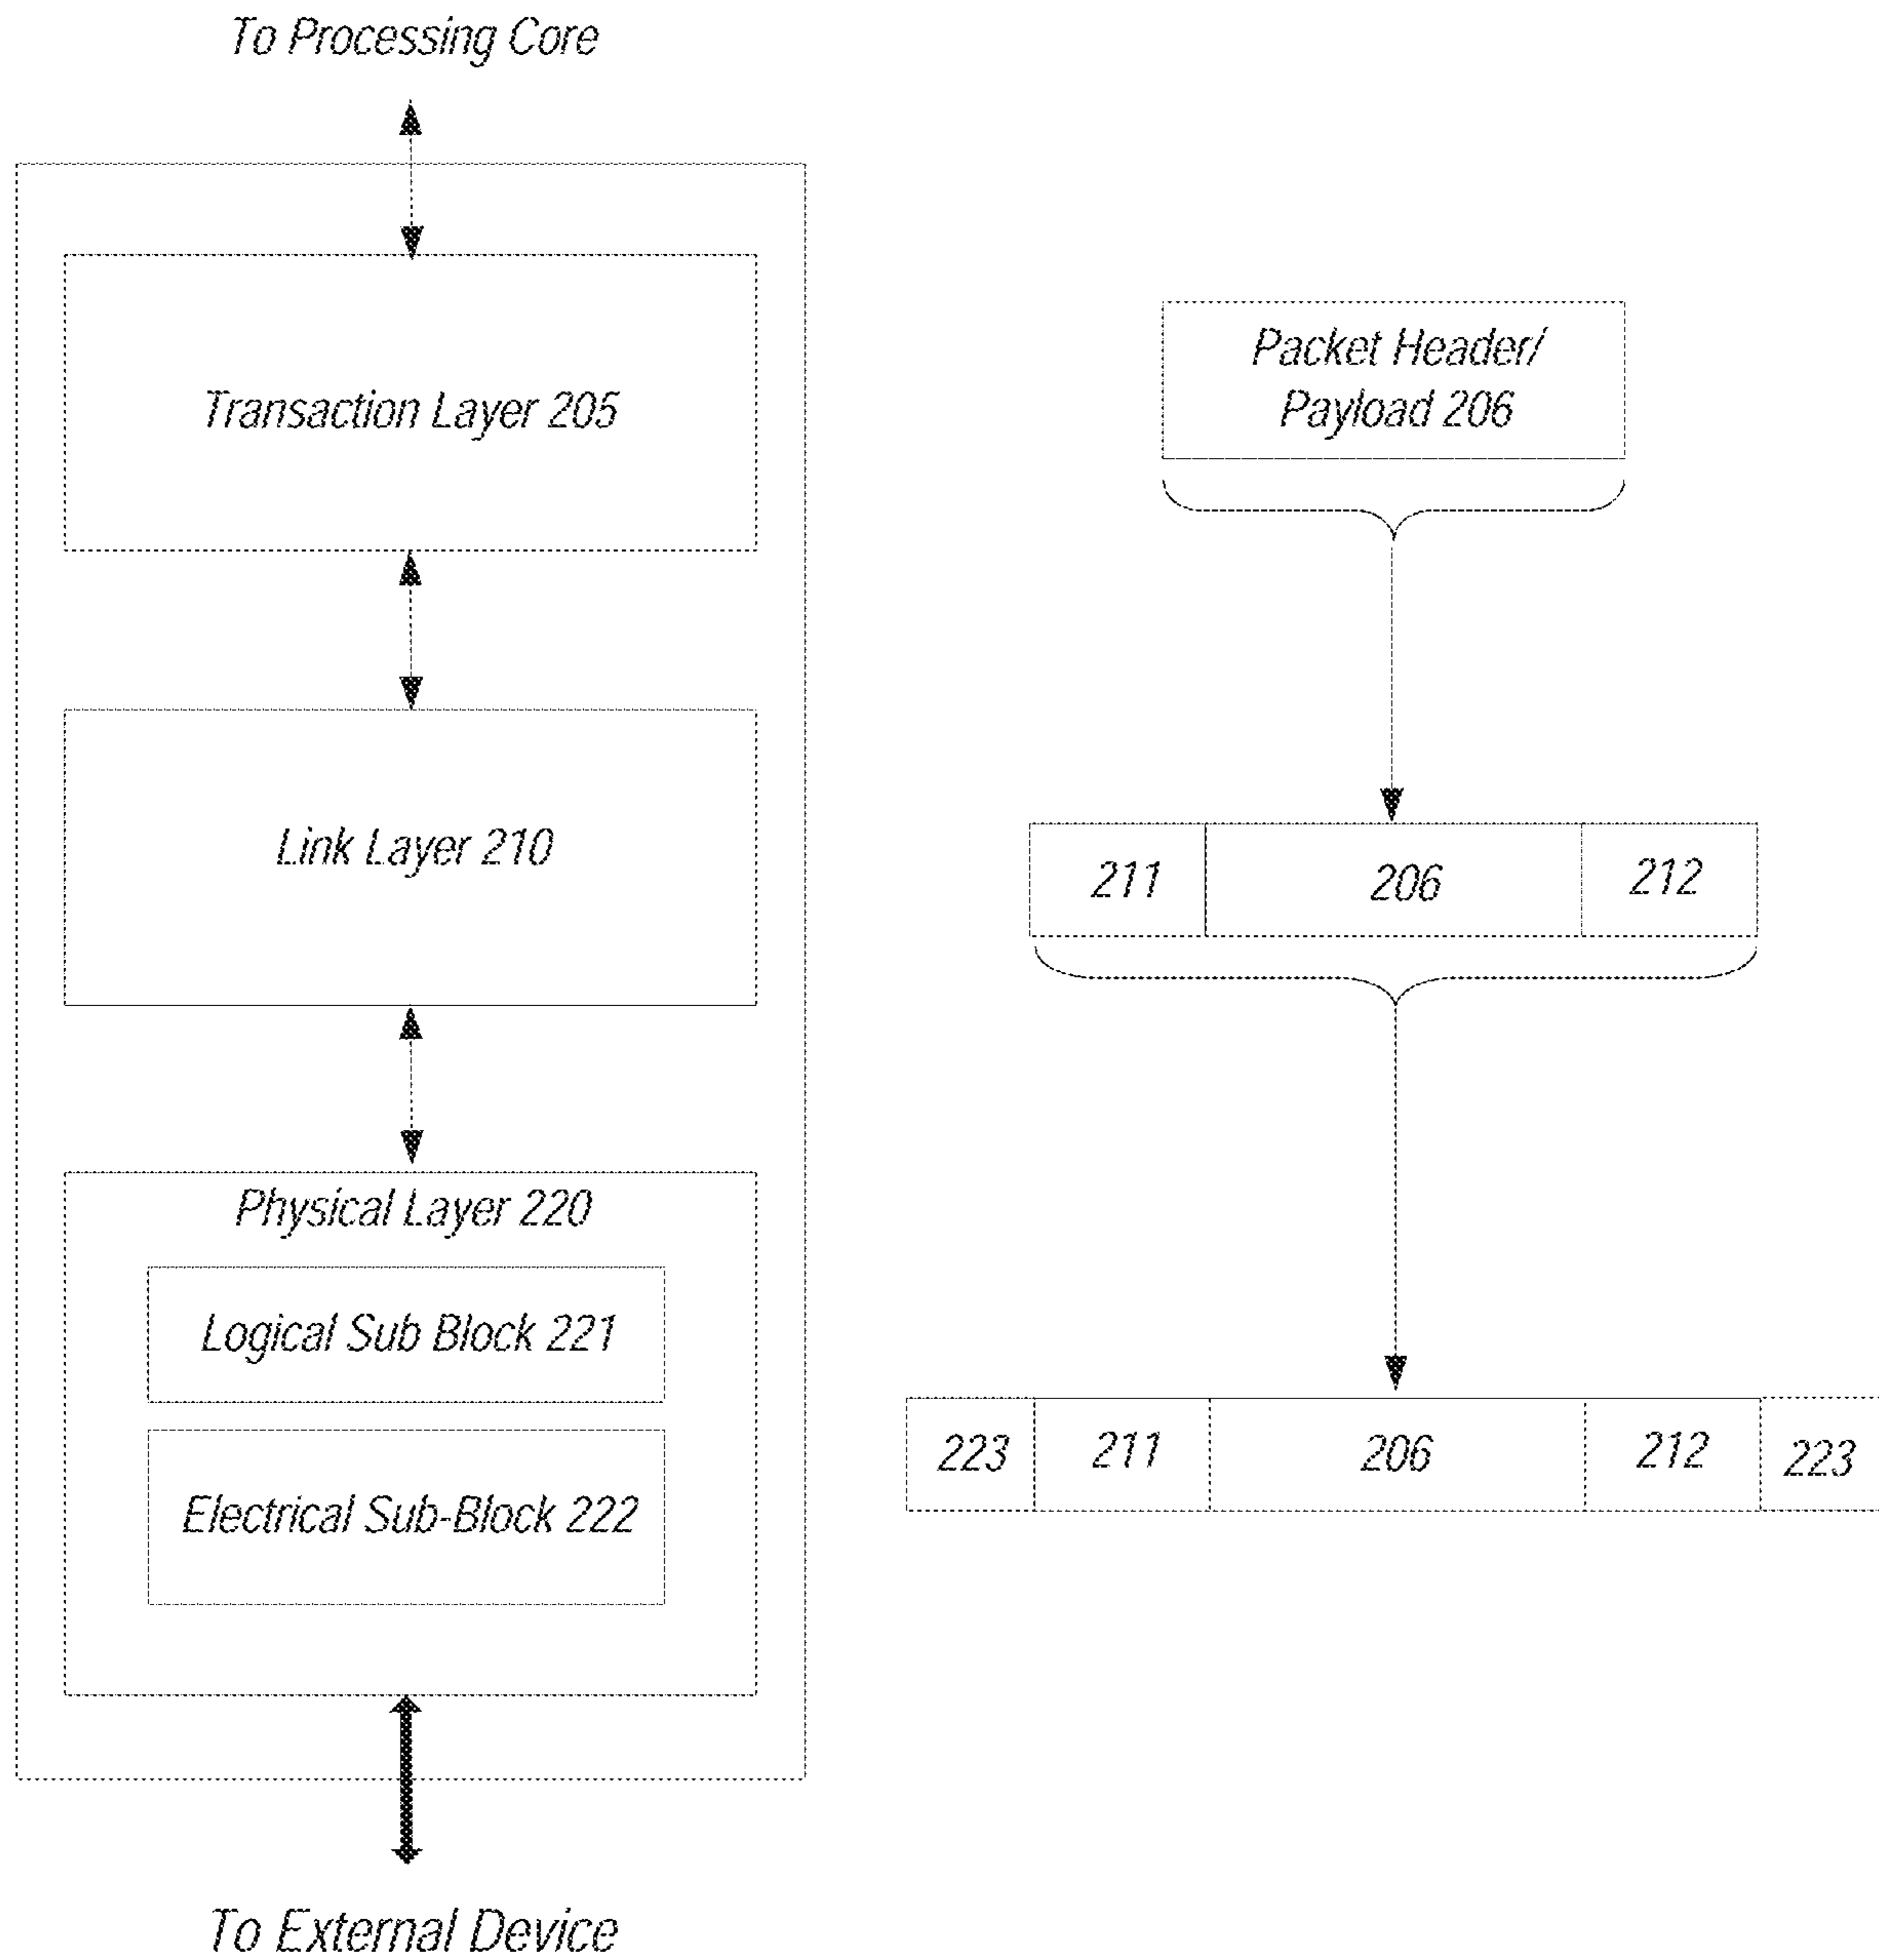 To Processing Core
Transaction Layer 205
Packet Header/
Payload 206
Link Layer 210
211 206 212
Physical Layer 220
Logical Sub Block 221
Electrical Sub-Block 222
223 211 206 212 223
To External Device